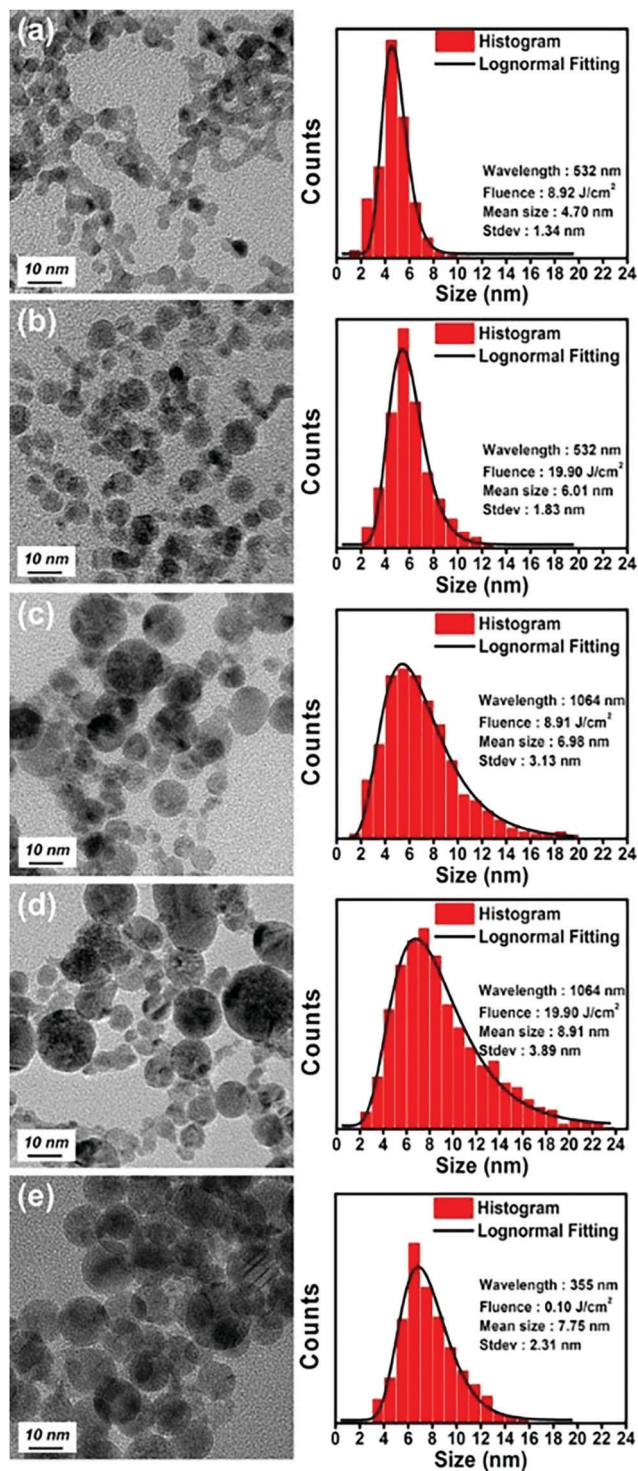 (a)
10 nm
Counts
Histogram
Lognormal Fitting
Wavelength : 532 nm
Fluence : 8.92 J/cm²
Mean size : 4.70 nm
Stdev : 1.34 nm
0 2 4 6 8 10 12 14 16 18 20 22 24
Size (nm)
(b)
10 nm
Counts
Histogram
Lognormal Fitting
Wavelength : 532 nm
Fluence : 19.90 J/cm²
Mean size : 6.01 nm
Stdev : 1.83 nm
0 2 4 6 8 10 12 14 16 18 20 22 24
Size (nm)
(c)
10 nm
Counts
Histogram
Lognormal Fitting
Wavelength : 1064 nm
Fluence : 8.91 J/cm²
Mean size : 6.98 nm
Stdev : 3.13 nm
0 2 4 6 8 10 12 14 16 18 20 22 24
Size (nm)
(d)
10 nm
Counts
Histogram
Lognormal Fitting
Wavelength : 1064 nm
Fluence : 19.90 J/cm²
Mean size : 8.91 nm
Stdev : 3.89 nm
0 2 4 6 8 10 12 14 16 18 20 22 24
Size (nm)
(e)
10 nm
Counts
Histogram
Lognormal Fitting
Wavelength : 355 nm
Fluence : 0.10 J/cm²
Mean size : 7.75 nm
Stdev : 2.31 nm
0 2 4 6 8 10 12 14 16 18 20 22 24
Size (nm)